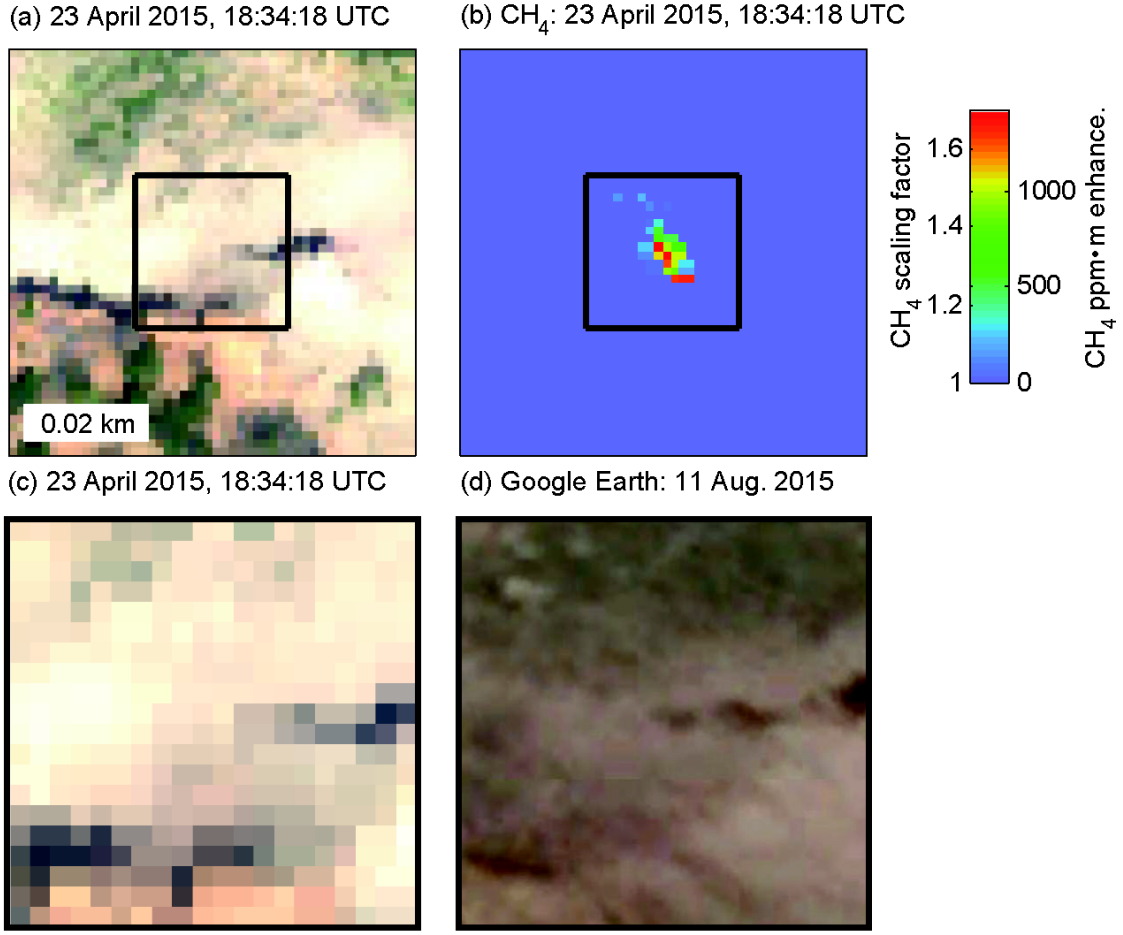 (a) 23 April 2015, 18:34:18 UTC
(b) CH4: 23 April 2015, 18:34:18 UTC
0.02 km
CH4 scaling factor
1.6
1.4
1.2
1
1000
500
0
CH4 ppm·m enhance.
(c) 23 April 2015, 18:34:18 UTC
(d) Google Earth: 11 Aug. 2015